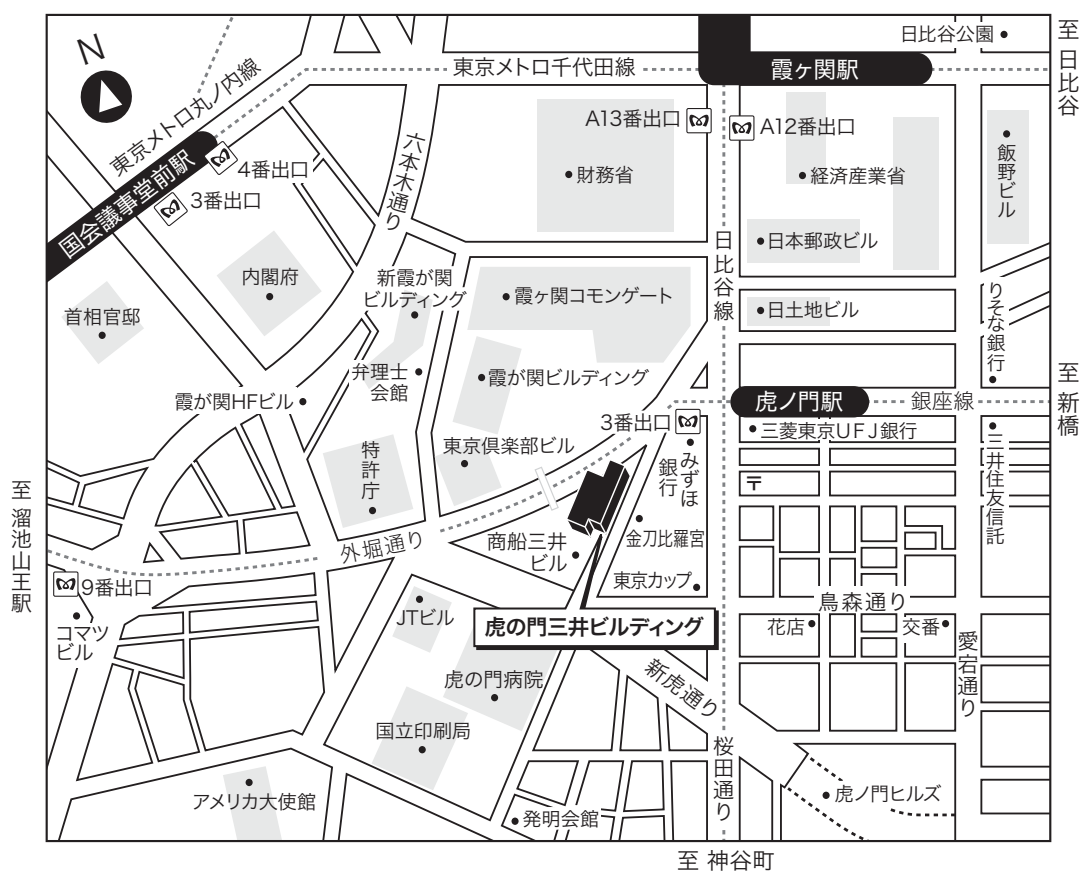 N
日比谷公園
至 日比谷
東京メトロ千代田線
霞ヶ関駅
東京メトロ丸ノ内線
国会議事堂前駅
4番出口
3番出口
六本木通り
A13番出口
A12番出口
財務省
経済産業省
飯野ビル
日本郵政ビル
日比谷線
内閣府
新霞が関
ビルディング
霞ヶ関コモンゲート
日土地ビル
りそな銀行
首相官邸
弁理士
会館
霞が関ビルディング
霞が関HFビル
虎ノ門駅
銀座線
至 新橋
3番出口
三菱東京UFJ銀行
東京倶楽部ビル
特許庁
みずほ
銀行
〒
三井住友信託
至 溜池山王駅
外堀通り
商船三井
ビル
金刀比羅宮
東京カップ
9番出口
コマツ
ビル
JTビル
虎の門三井ビルディング
烏森通り
花店
交番
愛宕通り
虎の門病院
新虎通り
国立印刷局
桜田通り
アメリカ大使館
発明会館
虎ノ門ヒルズ
至 神谷町